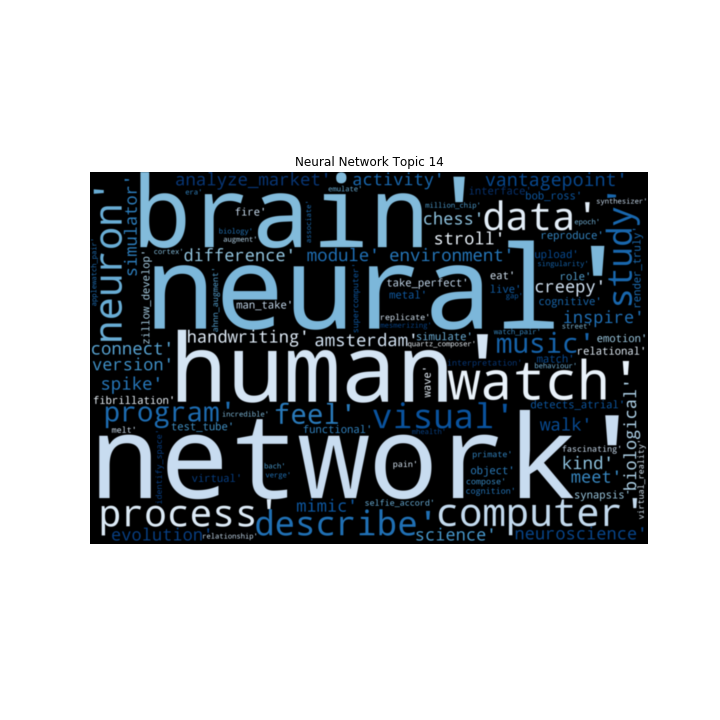 Neural Network Topic 14
analyze_market' activity' vantagepoint'
era' emulate interface' bob_ross'
brain' million_chip' synthesizer'
fire' chess' data' epoch'
neuron' simulator' biology' associate' study'
augment' stroll' reproduce'
cortex' difference' module' environment' upload'
singularity'
neural' take_perfect' eat' role' render_truly'
zillow_develop' metal' live' creepy'
man_take' gap' cognitive'
ahnn_augment' supercomputer' replicate' inspire'
mesmerizing' street'
handwriting' amsterdam' simulate' watch_pair' emotion'
connect' quartz_composer' music' relational'
version' human' interpretation' match'
behaviour'
spike' wave' watch'
fibrillation' biological'
program' feel' visual' detects_atrial'
incredible'
melt' test_tube' functional' walk'
network' fascinating'
identify_space' primate' kind'
bach' pain' object' meet'
virtual' verge' compose' virtual_reality'
cognition' synapsis'
mimic' selfie_accord'
process' describe' computer'
evolution' relationship' science' neuroscience'